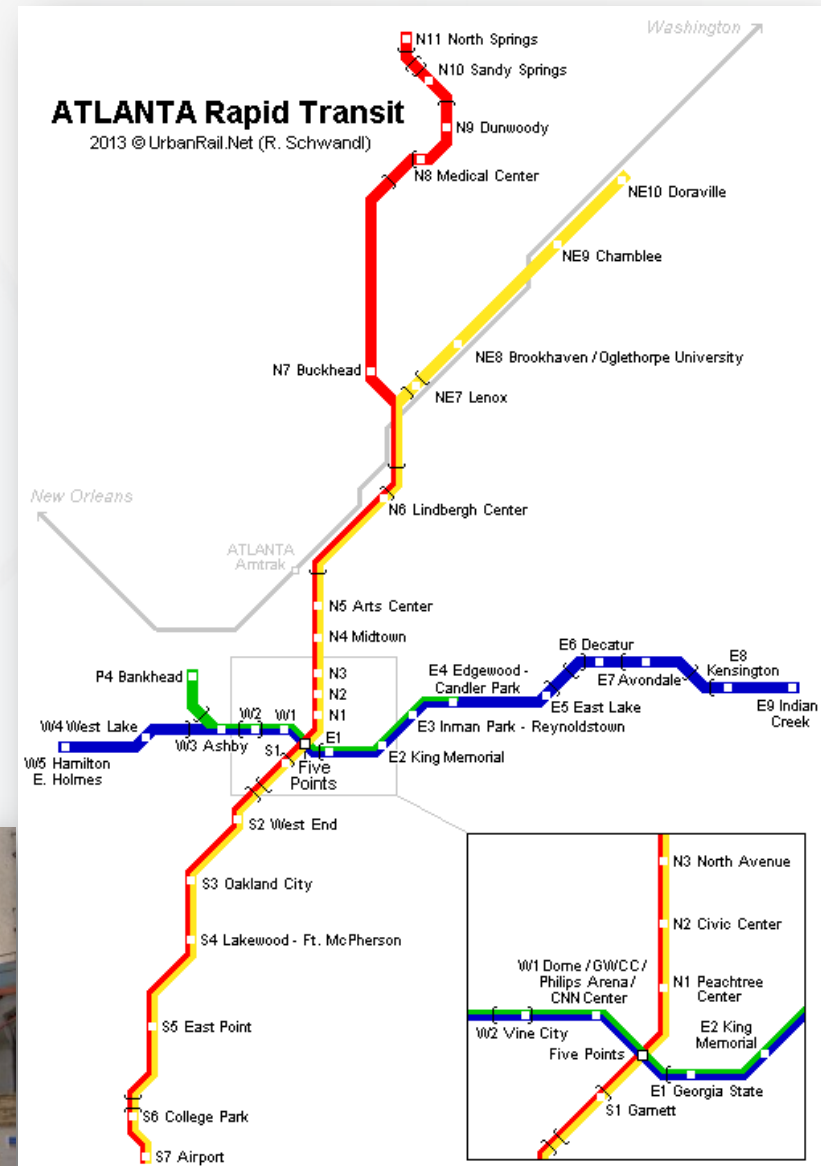 Washington
N11 North Springs
N10 Sandy Springs
ATLANTA Rapid Transit
2013 © UrbanRail.Net (R. Schwandl)
N9 Dunwoody
N8 Medical Center
NE10 Doraville
NE9 Chamblee
NE8 Brookhaven / Oglethorpe University
N7 Buckhead
NE7 Lenox
New Orleans
N6 Lindbergh Center
ATLANTA
Amtrak
N5 Arts Center
N4 Midtown
P4 Bankhead
N3
N2
N1
E4 Edgewood -
Candler Park
E6 Decatur
E7 Avondale
E8
Kensington
E5 East Lake
E9 Indian
Creek
W4 West Lake
W2
W1
W3 Ashby
E3 Inman Park - Reynoldstown
W5 Hamilton
E. Holmes
S1
E1
Five
Points
E2 King Memorial
S2 West End
S3 Oakland City
S4 Lakewood - Ft. McPherson
S5 East Point
S6 College Park
S7 Airport
N3 North Avenue
N2 Civic Center
W1 Dome / GWCC /
Philips Arena /
CNN Center
N1 Peachtree
Center
W2 Vine City
E2 King
Memorial
Five Points
E1 Georgia State
S1 Garnett